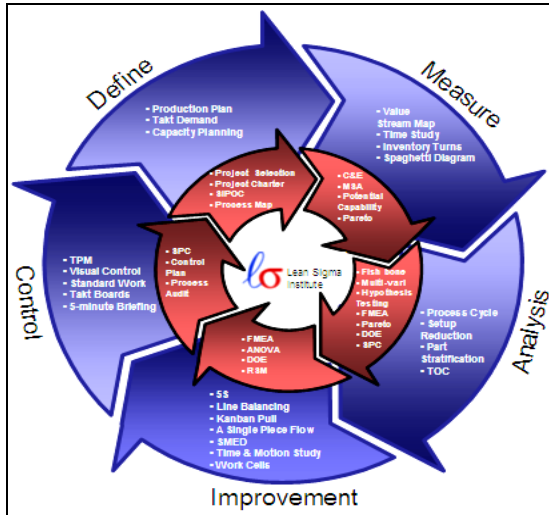 Define
- Production Plan
- Takt Demand
- Capacity Planning
Measure
- Value
Stream Map
- Time Study
- Inventory Turns
- Spaghetti Diagram
- Project Selection
- Project Charter
- SIPOC
- Process Map
- C&E
- MSA
- Potential
Capability
- Pareto
Control
- TPM
- Visual Control
- Standard Work
- Takt Boards
- 5-minute Briefing
- SPC
- Control
Plan
- Process
Audit
lσ Lean Sigma
Institute
- Fish bone
- Multi-vari
- Hypothesis
Testing
- FMEA
- Pareto
- DOE
- SPC
Analysis
- Process Cycle
- Setup
Reduction
- Part
Stratification
- TOC
- FMEA
- ANOVA
- DOE
- RSM
- 5S
- Line Balancing
- Kanban Pull
- A Single Piece Flow
- SMED
- Time & Motion Study
- Work Cells
Improvement